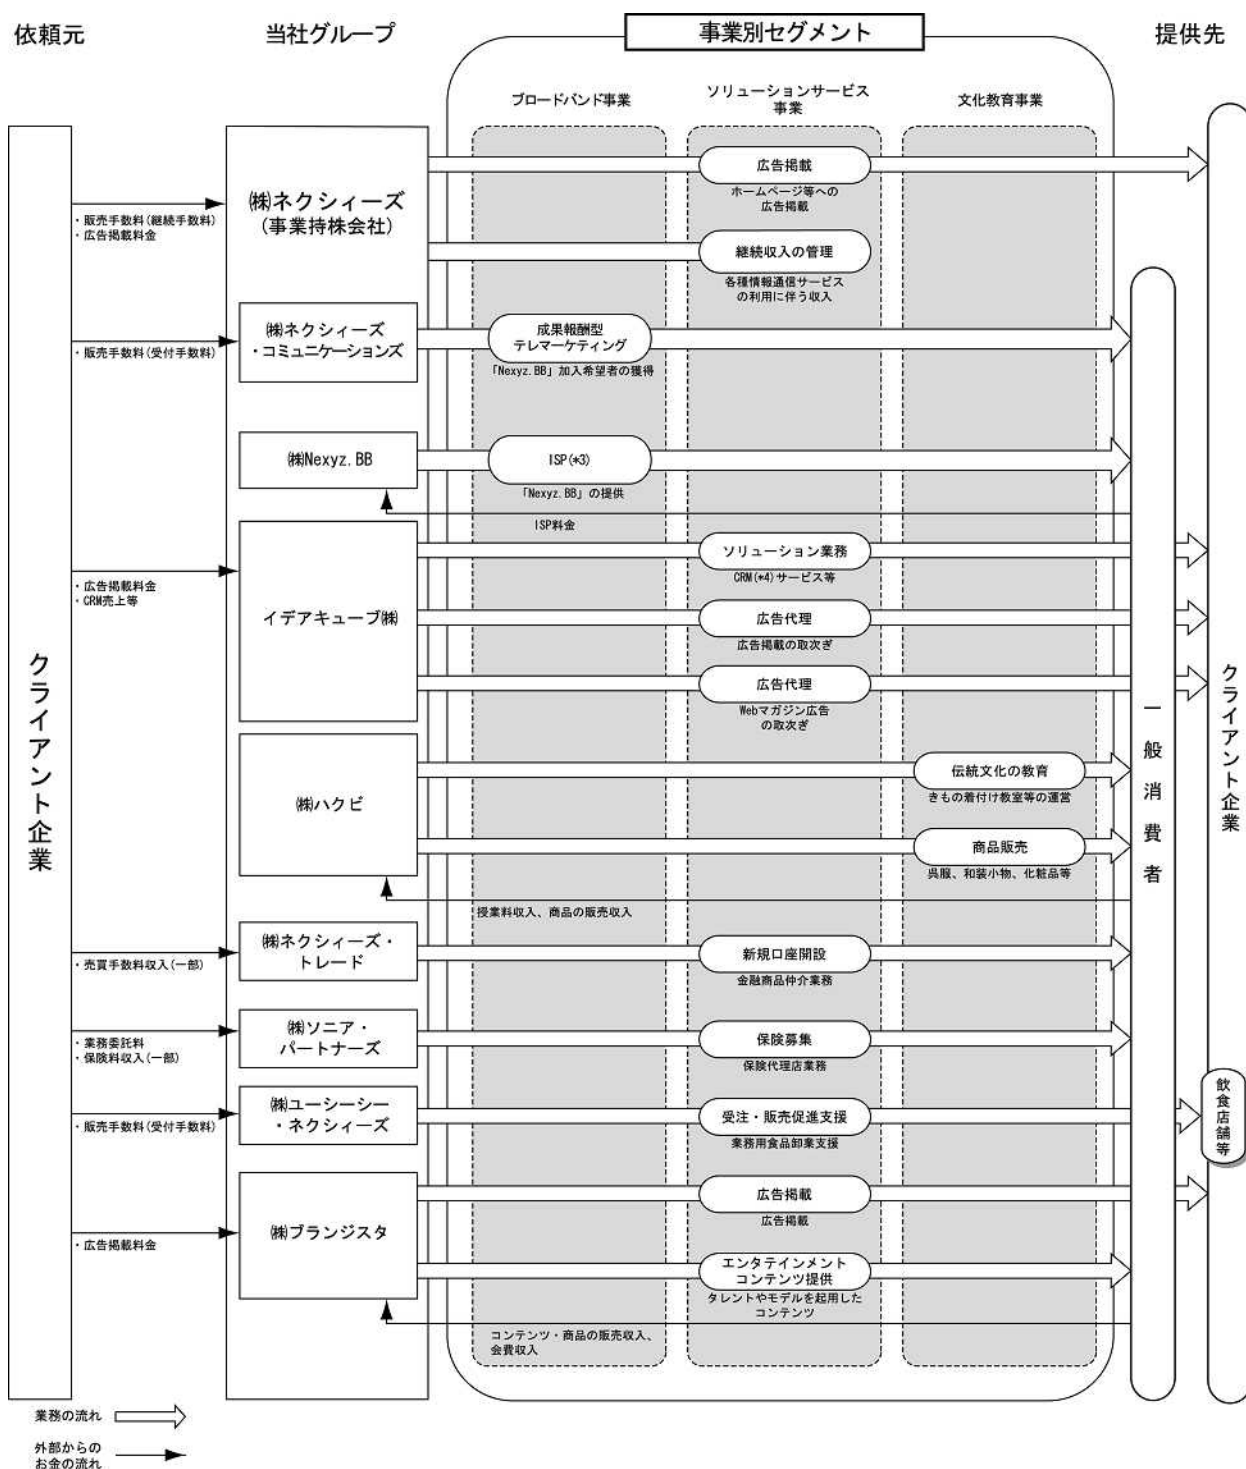 依頼元
当社グループ
事業別セグメント
提供先
ブロードバンド事業
ソリューションサービス
事業
文化教育事業
クライアント企業
・販売手数料(継続手数料)
・広告掲載料金
㈱ネクシィーズ
(事業持株会社)
広告掲載
ホームページ等への
広告掲載
継続収入の管理
各種情報通信サービス
の利用に伴う収入
・販売手数料(受付手数料)
㈱ネクシィーズ
・コミュニケーションズ
成果報酬型
テレマーケティング
「Nexyz.BB」加入希望者の獲得
㈱Nexyz.BB
ISP(*3)
「Nexyz.BB」の提供
ISP料金
・広告掲載料金
・CRM売上等
イデアキューブ㈱
ソリューション業務
CRM(*4)サービス等
広告代理
広告掲載の取次ぎ
広告代理
Webマガジン広告
の取次ぎ
㈱ハクビ
伝統文化の教育
きもの着付け教室等の運営
商品販売
呉服、和装小物、化粧品等
授業料収入、商品の販売収入
・売買手数料収入(一部)
㈱ネクシィーズ・
トレード
新規口座開設
金融商品仲介業務
・業務委託料
・保険料収入(一部)
㈱ソニア・
パートナーズ
保険募集
保険代理店業務
・販売手数料(受付手数料)
㈱ユーシーシー
・ネクシィーズ
受注・販売促進支援
業務用食品卸業支援
・広告掲載料金
㈱ブランジスタ
広告掲載
広告掲載
エンタテインメント
コンテンツ提供
タレントやモデルを起用した
コンテンツ
コンテンツ・商品の販売収入、
会費収入
一般消費者
クライアント企業
飲食店舗等
業務の流れ
外部からの
お金の流れ